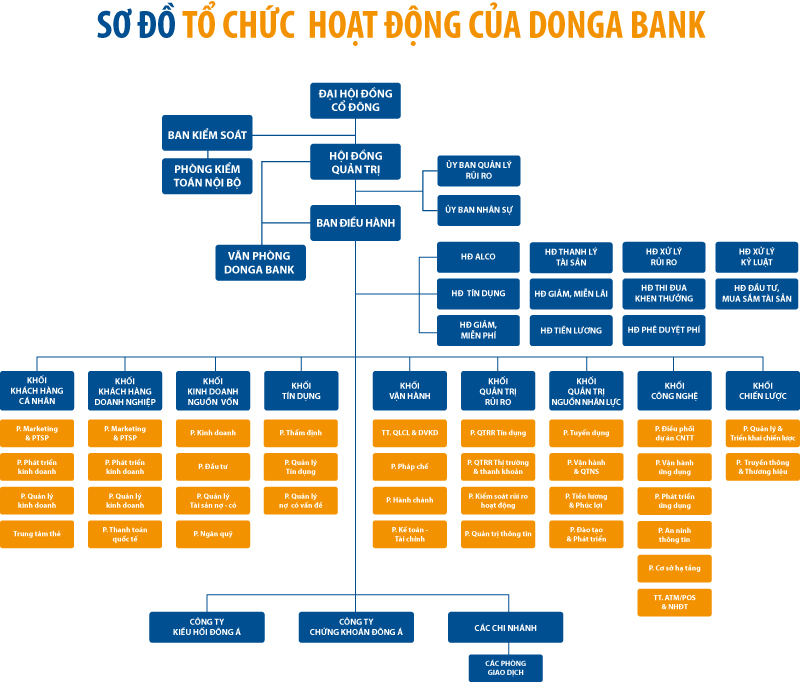 SƠ ĐỒ TỔ CHỨC HOẠT ĐỘNG CỦA DONGA BANK
ĐẠI HỘI ĐỒNG
CỔ ĐÔNG
BAN KIỂM SOÁT
PHÒNG KIỂM
TOÁN NỘI BỘ
HỘI ĐỒNG
QUẢN TRỊ
ỦY BAN QUẢN LÝ
RỦI RO
ỦY BAN NHÂN SỰ
BAN ĐIỀU HÀNH
VĂN PHÒNG
DONGA BANK
HĐ ALCO
HĐ THANH LÝ
TÀI SẢN
HĐ XỬ LÝ
RỦI RO
HĐ XỬ LÝ
KỶ LUẬT
HĐ TÍN DỤNG
HĐ GIẢM, MIỄN LÃI
HĐ THI ĐUA
KHEN THƯỞNG
HĐ ĐẦU TƯ,
MUA SẮM TÀI SẢN
HĐ GIẢM,
MIỄN PHÍ
HĐ TIỀN LƯƠNG
HĐ PHÊ DUYỆT PHÍ
KHỐI
KHÁCH HÀNG
CÁ NHÂN
P. Marketing
& PTSP
P. Phát triển
kinh doanh
P. Quản lý
kinh doanh
Trung tâm thẻ
KHỐI
KHÁCH HÀNG
DOANH NGHIỆP
P. Marketing
& PTSP
P. Phát triển
kinh doanh
P. Quản lý
kinh doanh
P. Thanh toán
quốc tế
KHỐI
KINH DOANH
NGUỒN VỐN
P. Kinh doanh
P. Đầu tư
P. Quản lý
Tài sản nợ - có
P. Ngân quỹ
KHỐI
TÍN DỤNG
P. Thẩm định
P. Quản lý
Tín dụng
P. Quản lý
nợ có vấn đề
KHỐI
VẬN HÀNH
TT. QLCL & DVKD
P. Pháp chế
P. Hành chánh
P. Kế toán -
Tài chính
KHỐI
QUẢN TRỊ
RỦI RO
P. QTRR Tín dụng
P. QTRR Thị trường
& thanh khoản
P. Kiểm soát rủi ro
hoạt động
P. Quản trị thông tin
KHỐI
QUẢN TRỊ
NGUỒN NHÂN LỰC
P. Tuyển dụng
P. Vận hành
& QTNS
P. Tiền lương
& Phúc lợi
P. Đào tạo
& Phát triển
KHỐI
CÔNG NGHỆ
P. Điều phối
dự án CNTT
P. Vận hành
ứng dụng
P. Phát triển
ứng dụng
P. An ninh
thông tin
P. Cơ sở hạ tầng
TT. ATM/POS
& NHĐT
KHỐI
CHIẾN LƯỢC
P. Quản lý &
Triển khai chiến lược
P. Truyền thông
& Thương hiệu
CÔNG TY
KIỀU HỐI ĐÔNG Á
CÔNG TY
CHỨNG KHOÁN ĐÔNG Á
CÁC CHI NHÁNH
CÁC PHÒNG
GIAO DỊCH